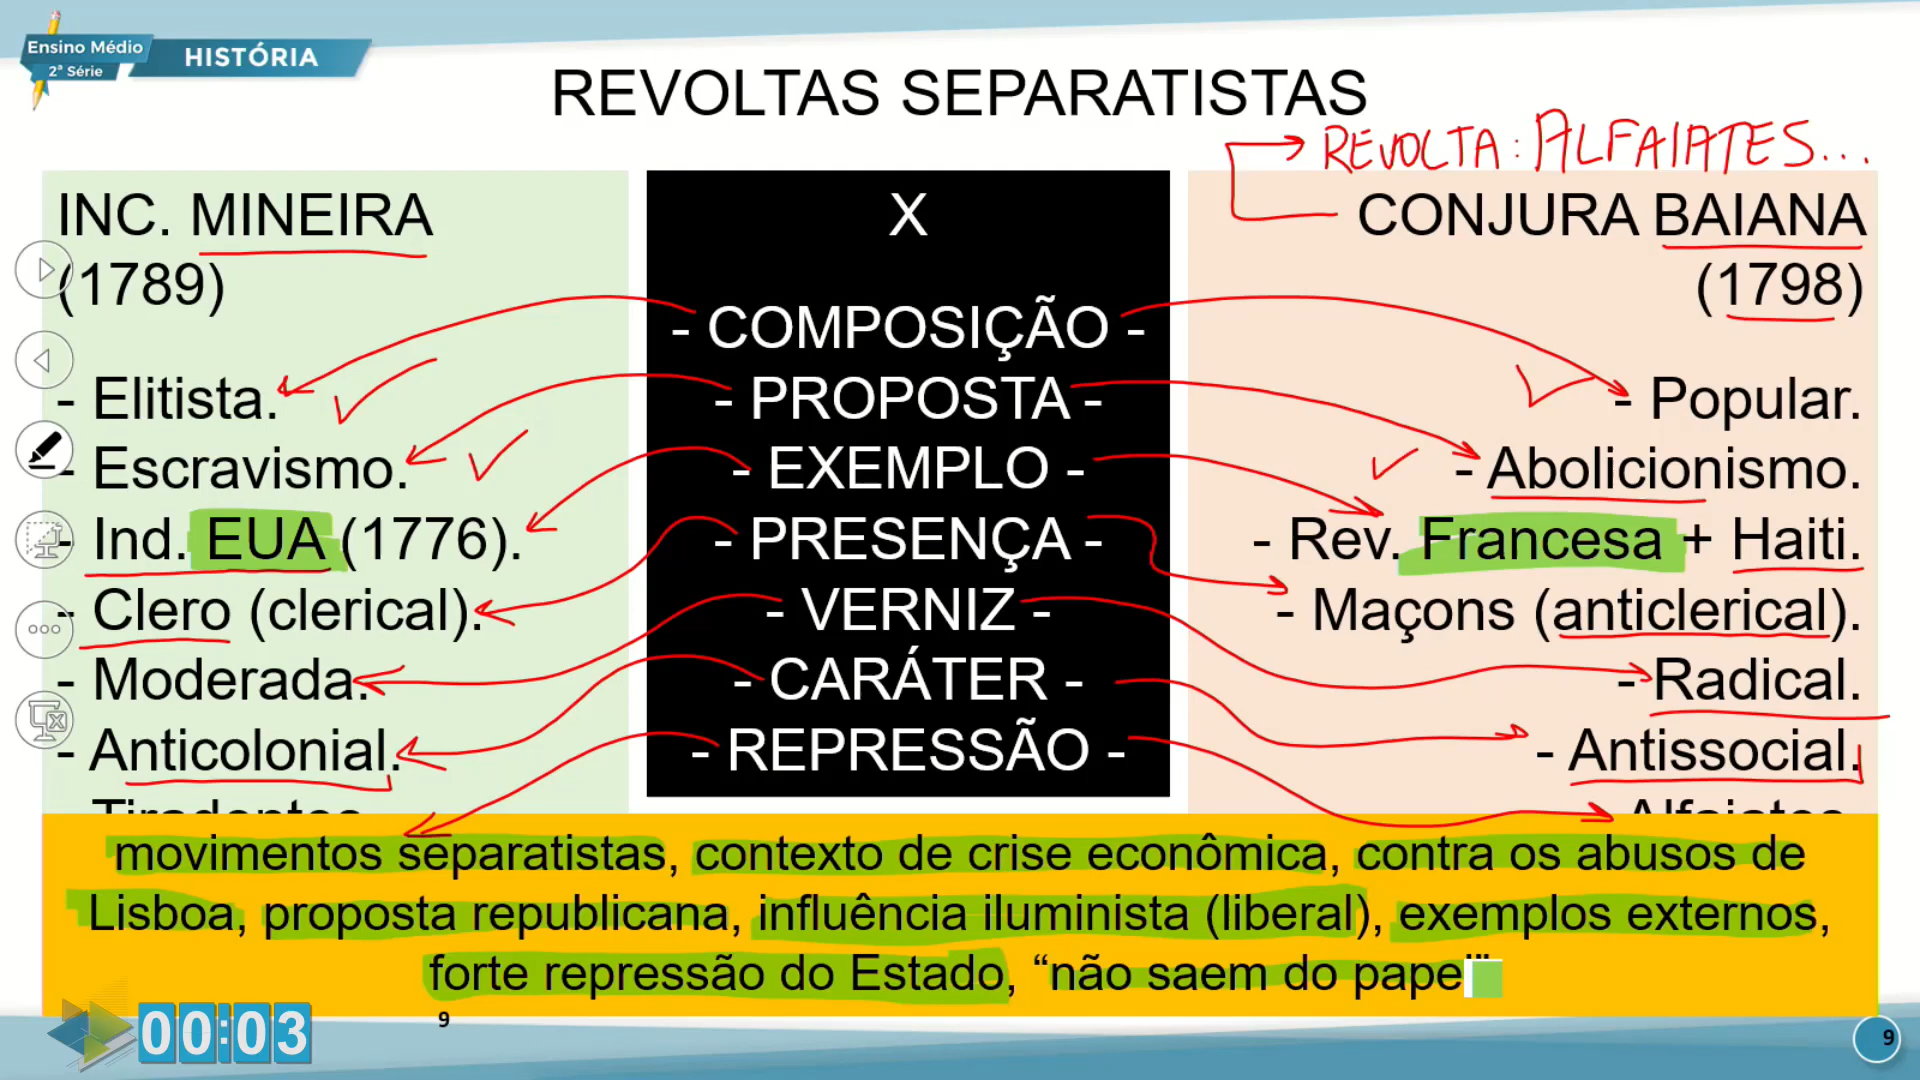 Ensino Médio
2ª Série
HISTÓRIA
REVOLTAS SEPARATISTAS
REVOLTA: ALFAIATES...
INC. MINEIRA
(1789)
- Elitista.
- Escravismo.
- Ind. EUA (1776).
- Clero (clerical).
- Moderada.
- Anticolonial.
- Tiradentes.
X
- COMPOSIÇÃO -
- PROPOSTA -
- EXEMPLO -
- PRESENÇA -
- VERNIZ -
- CARÁTER -
- REPRESSÃO -
CONJURA BAIANA
(1798)
- Popular.
- Abolicionismo.
- Rev. Francesa + Haiti.
- Maçons (anticlerical).
- Radical.
- Antissocial.
- Alfaiates.
movimentos separatistas, contexto de crise econômica, contra os abusos de
Lisboa, proposta republicana, influência iluminista (liberal), exemplos externos,
forte repressão do Estado, “não saem do papel”
00:03
9
9